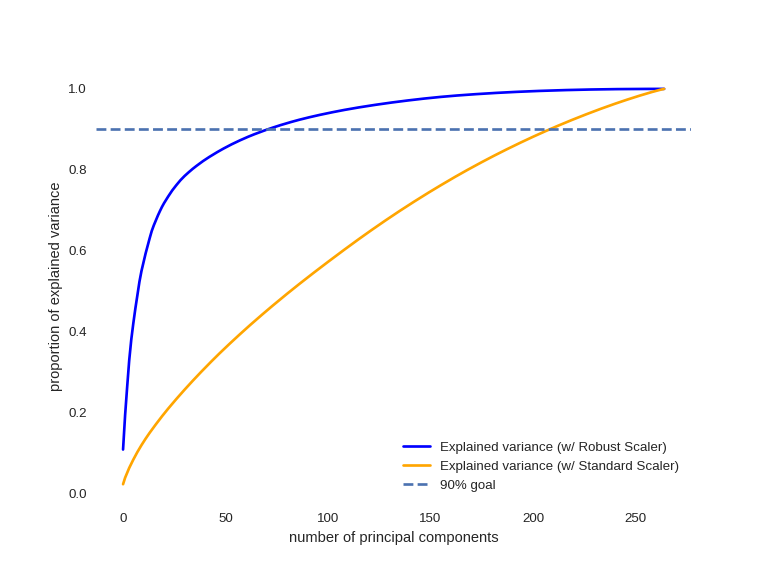 1.0
0.8
0.6
0.4
0.2
0.0
proportion of explained variance
Explained variance (w/ Robust Scaler)
Explained variance (w/ Standard Scaler)
90% goal
0 50 100 150 200 250
number of principal components